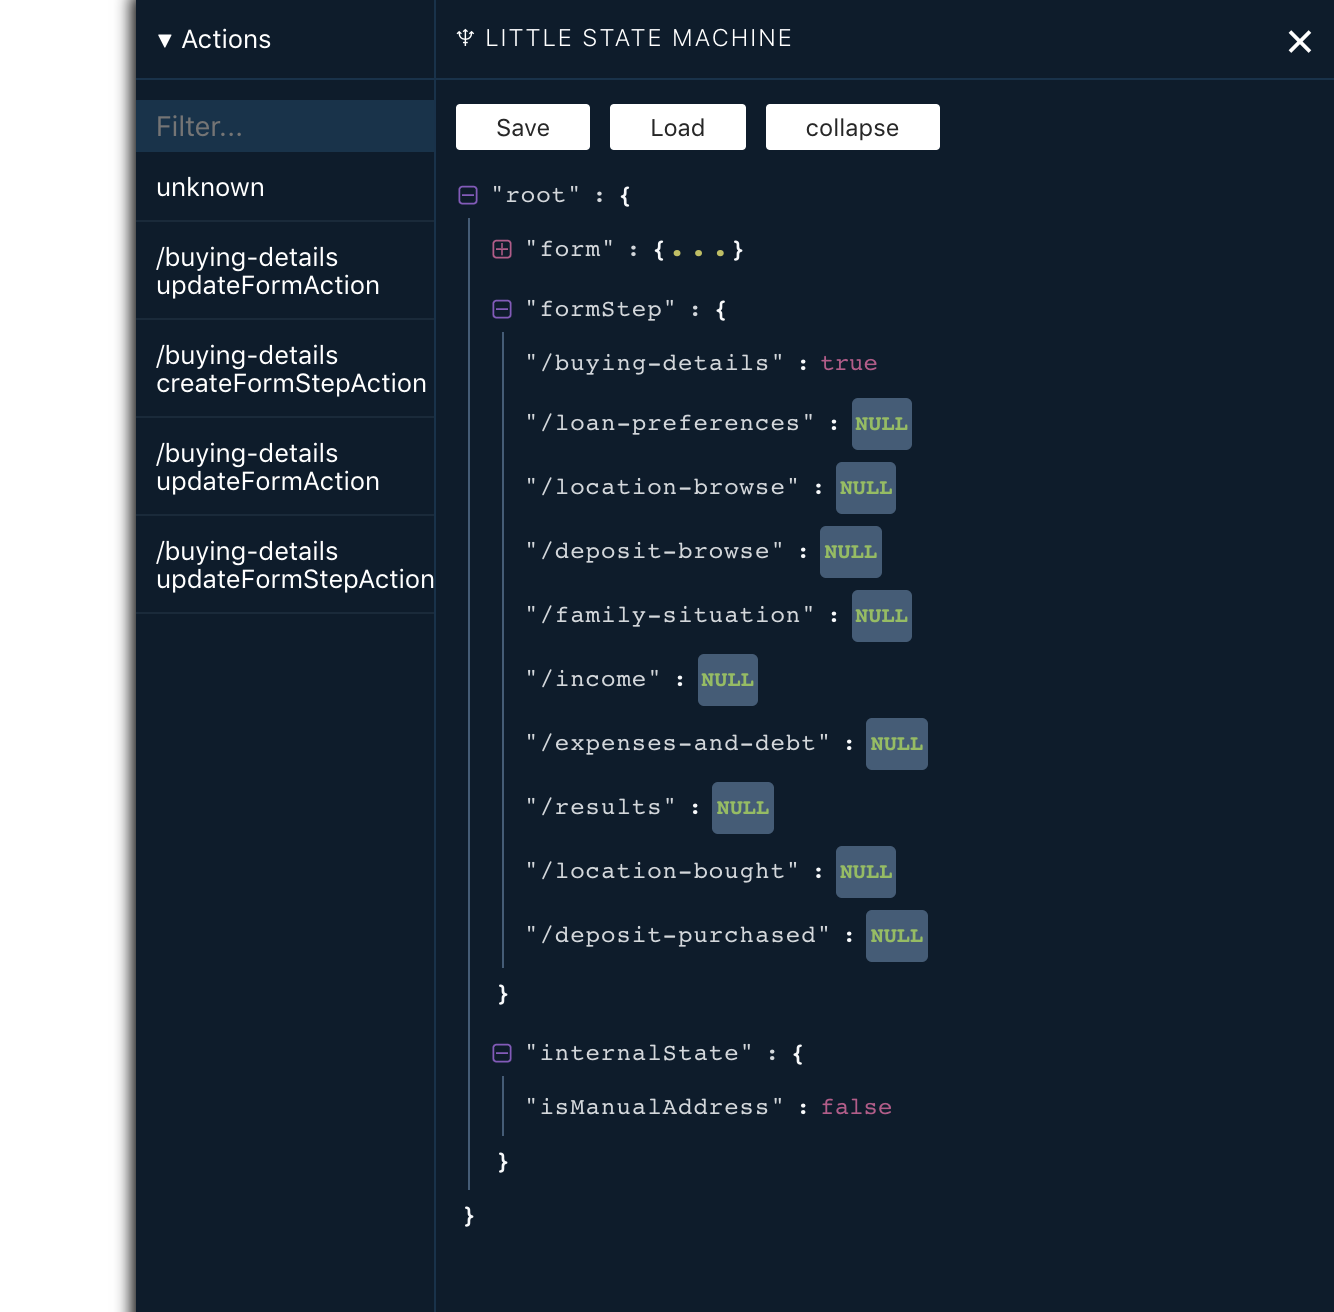 ▼ Actions
♆ LITTLE STATE MACHINE
Filter...
unknown
/buying-details
updateFormAction
/buying-details
createFormStepAction
/buying-details
updateFormAction
/buying-details
updateFormStepAction
Save Load collapse
"root" : {
"form" : {...}
"formStep" : {
"/buying-details" : true
"/loan-preferences" : NULL
"/location-browse" : NULL
"/deposit-browse" : NULL
"/family-situation" : NULL
"/income" : NULL
"/expenses-and-debt" : NULL
"/results" : NULL
"/location-bought" : NULL
"/deposit-purchased" : NULL
}
"internalState" : {
"isManualAddress" : false
}
}